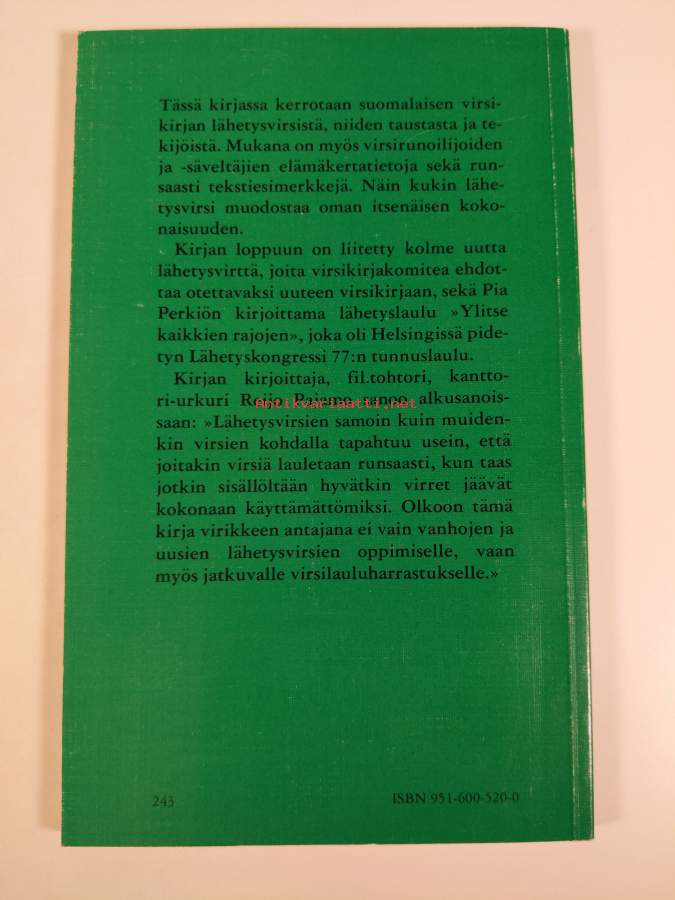 Tässä kirjassa kerrotaan suomalaisen virsi-
kirjan lähetysvirsistä, niiden taustasta ja te-
kijöistä. Mukana on myös virsirunoilijoiden
ja -säveltäjien elämäkertatietoja sekä run-
saasti tekstiesimerkkejä. Näin kukin lähe-
tysvirsi muodostaa oman itsenäisen koko-
naisuuden.
Kirjan loppuun on liitetty kolme uutta
lähetysvirttä, joita virsikirjakomitea ehdot-
taa otettavaksi uuteen virsikirjaan, sekä Pia
Perkiön kirjoittama lähetyslaulu »Ylitse
kaikkien rajojen», joka oli Helsingissä pide-
tyn Lähetyskongressi 77:n tunnuslaulu.
Kirjan kirjoittaja, fil.tohtori, kantto-
ri-urkuri Reijo Pajamo sanoo alkusanois-
Antikvariaatti.net
saan: »Lähetysvirsien samoin kuin muiden-
kin virsien kohdalla tapahtuu usein, että
joitakin virsiä lauletaan runsaasti, kun taas
jotkin sisällöltään hyvätkin virret jäävät
kokonaan käyttämättömiksi. Olkoon tämä
kirja virikkeen antajana ei vain vanhojen ja
uusien lähetysvirsien oppimiselle, vaan
myös jatkuvalle virsilauluharrastukselle.»
243
ISBN 951-600-520-0